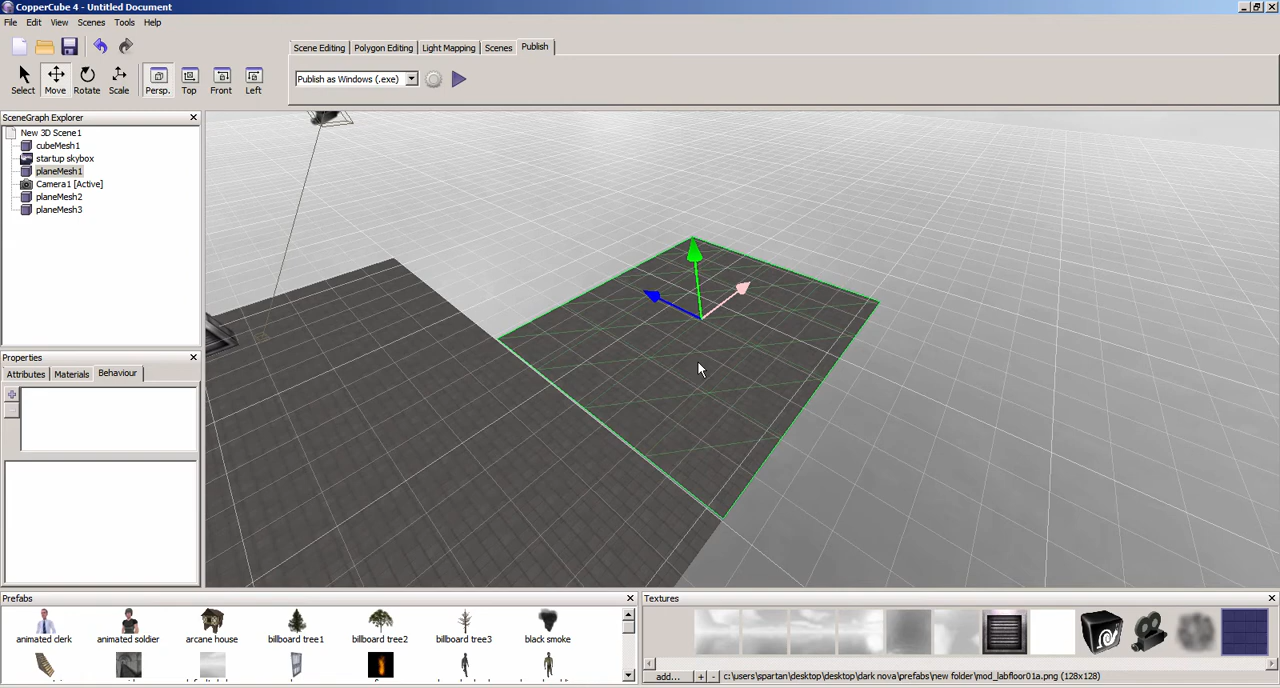 CopperCube 4 - Untitled Document
File Edit View Scenes Tools Help
Scene Editing Polygon Editing Light Mapping Scenes Publish
Publish as Windows (.exe)
Select Move Rotate Scale Persp. Top Front Left
SceneGraph Explorer
New 3D Scene1
cubeMesh1
startup skybox
planeMesh1
Camera1 [Active]
planeMesh2
planeMesh3
Properties
Attributes Materials Behaviour
Prefabs
animated clerk animated soldier arcane house billboard tree1 billboard tree2 billboard tree3 black smoke
Textures
add... + - c:\users\spartan\desktop\desktop\dark nova\prefabs\new folder\mod_labfloor01a.png (128x128)